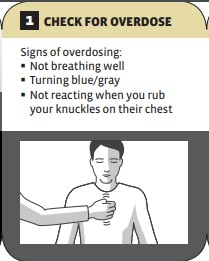 1 CHECK FOR OVERDOSE
Signs of overdosing:
▪ Not breathing well
▪ Turning blue/gray
▪ Not reacting when you rub
your knuckles on their chest